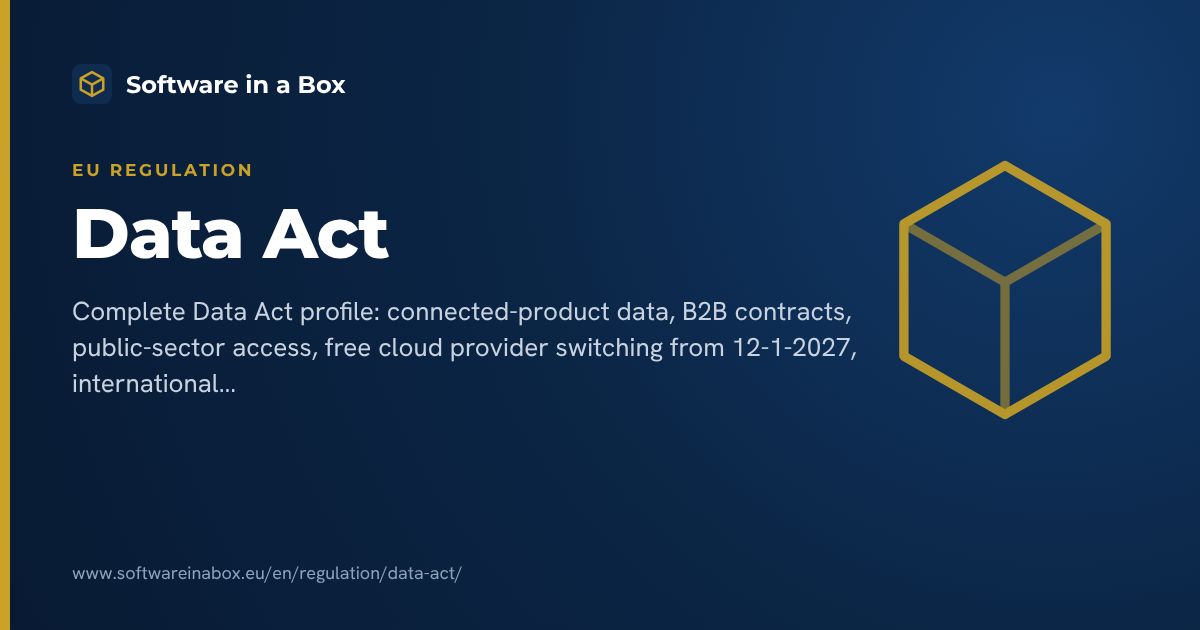 Software in a Box
EU REGULATION
Data Act
Complete Data Act profile: connected-product data, B2B contracts,
public-sector access, free cloud provider switching from 12-1-2027,
international...
www.softwareinabox.eu/en/regulation/data-act/